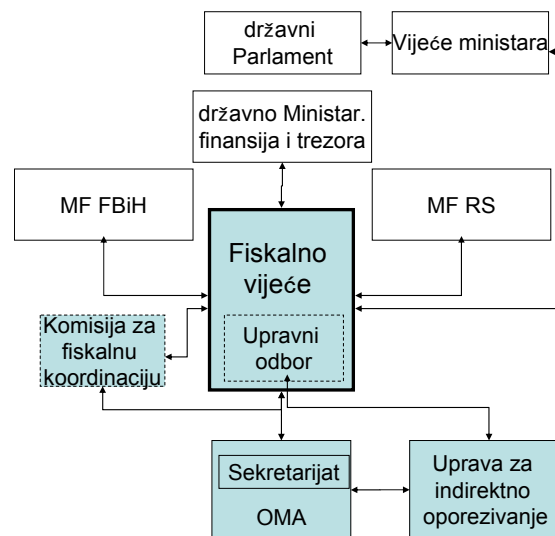 državni
Parlament
Vijeće ministara
državno Ministar.
finansija i trezora
MF FBiH
MF RS
Fiskalno
vijeće
Komisija za
fiskalnu
koordinaciju
Upravni
odbor
Sekretarijat
OMA
Uprava za
indirektno
oporezivanje